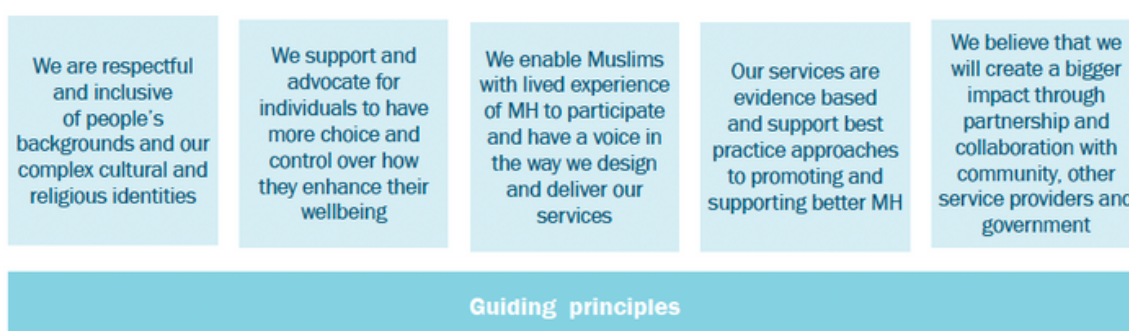 We are respectful
and inclusive
of people's
backgrounds and our
complex cultural and
religious identities
We support and
advocate for
individuals to have
more choice and
control over how
they enhance their
wellbeing
We enable Muslims
with lived experience
of MH to participate
and have a voice in
the way we design
and deliver our
services
Our services are
evidence based
and support best
practice approaches
to promoting and
supporting better MH
We believe that we
will create a bigger
impact through
partnership and
collaboration with
community, other
service providers and
government
Guiding principles